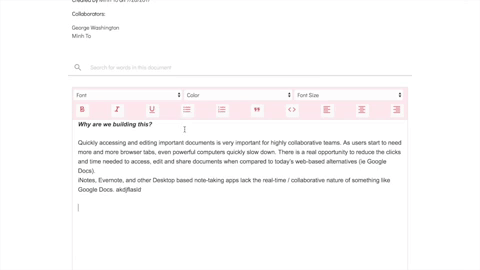 Created by Minh To on 7/20/2017
Collaborators:
George Washington
Minh To
Search for words in this document
Font
Color
Font Size
B I U
Why are we building this?
Quickly accessing and editing important documents is very important for highly collaborative teams. As users start to need
more and more browser tabs, even powerful computers quickly slow down. There is a real opportunity to reduce the clicks
and time needed to access, edit and share documents when compared to today's web-based alternatives (ie Google
Docs).
iNotes, Evernote, and other Desktop based note-taking apps lack the real-time / collaborative nature of something like
Google Docs. akdjflasld